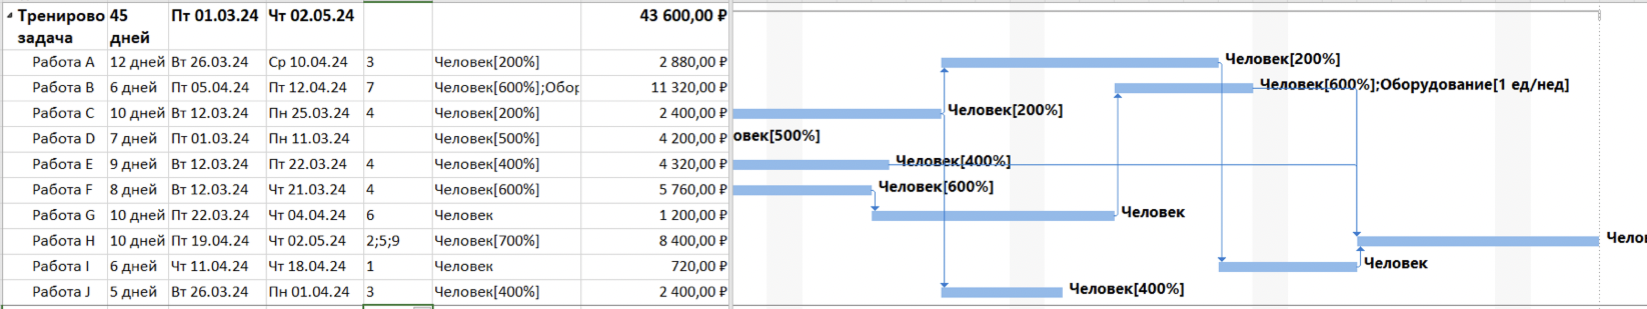 Тренирово задача 45 дней Пт 01.03.24 Чт 02.05.24 43 600,00 ₽
Работа A 12 дней Вт 26.03.24 Ср 10.04.24 3 Человек[200%] 2 880,00 ₽ Человек[200%]
Работа B 6 дней Пт 05.04.24 Пт 12.04.24 7 Человек[600%];Обор 11 320,00 ₽ Человек[600%];Оборудование[1 ед/нед]
Работа C 10 дней Вт 12.03.24 Пн 25.03.24 4 Человек[200%] 2 400,00 ₽ Человек[200%]
Работа D 7 дней Пт 01.03.24 Пн 11.03.24 Человек[500%] 4 200,00 ₽ овек[500%]
Работа E 9 дней Вт 12.03.24 Пт 22.03.24 4 Человек[400%] 4 320,00 ₽ Человек[400%]
Работа F 8 дней Вт 12.03.24 Чт 21.03.24 4 Человек[600%] 5 760,00 ₽ Человек[600%]
Работа G 10 дней Пт 22.03.24 Чт 04.04.24 6 Человек 1 200,00 ₽ Человек
Работа H 10 дней Пт 19.04.24 Чт 02.05.24 2;5;9 Человек[700%] 8 400,00 ₽ Челов
Работа I 6 дней Чт 11.04.24 Чт 18.04.24 1 Человек 720,00 ₽ Человек
Работа J 5 дней Вт 26.03.24 Пн 01.04.24 3 Человек[400%] 2 400,00 ₽ Человек[400%]